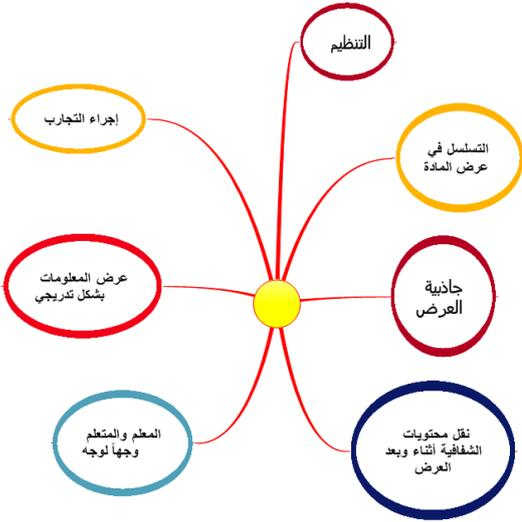 التنظيم
التسلسل في
عرض المادة
جاذبية
العرض
نقل محتويات
الشفافية أثناء وبعد
العرض
المعلم والمتعلم
وجهاً لوجه
عرض المعلومات
بشكل تدريجي
إجراء التجارب